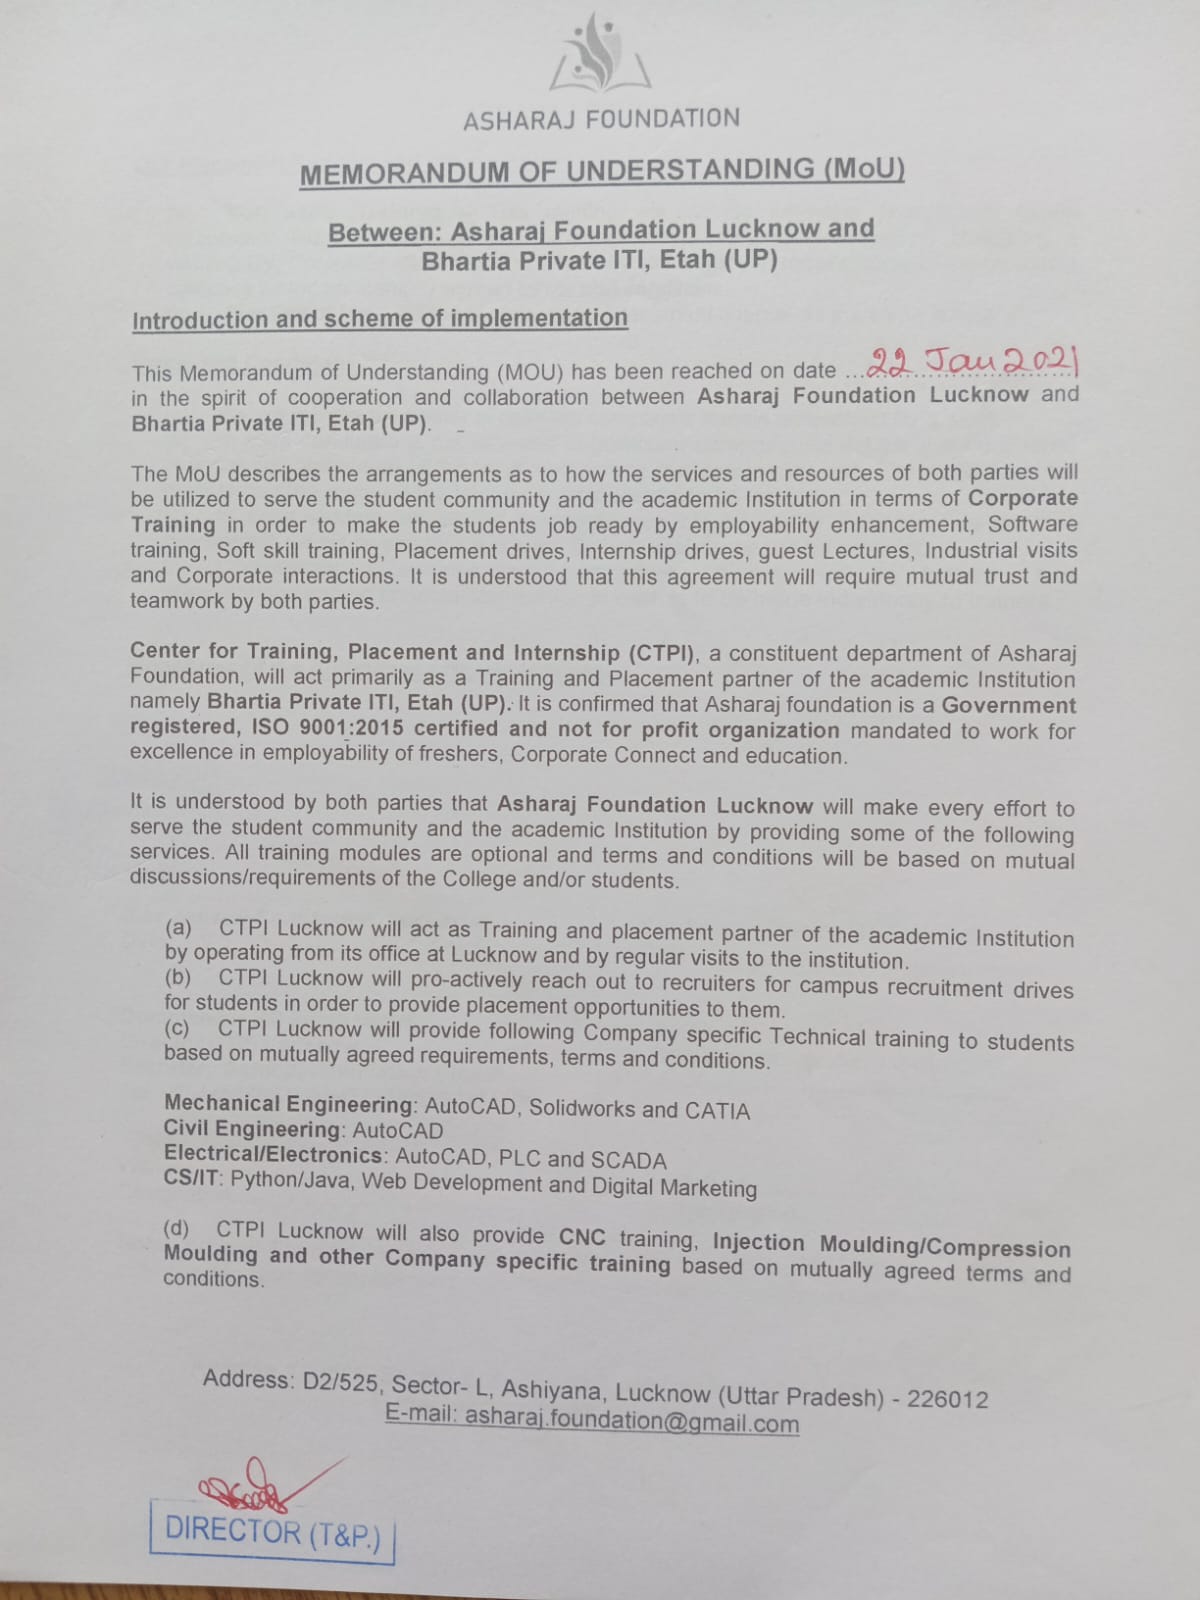 ASHARAJ FOUNDATION
MEMORANDUM OF UNDERSTANDING (MoU)
Between: Asharaj Foundation Lucknow and
Bhartia Private ITI, Etah (UP)
Introduction and scheme of implementation
This Memorandum of Understanding (MOU) has been reached on date ...22 Jan 2021
in the spirit of cooperation and collaboration between Asharaj Foundation Lucknow and
Bhartia Private ITI, Etah (UP).
The MoU describes the arrangements as to how the services and resources of both parties will
be utilized to serve the student community and the academic Institution in terms of Corporate
Training in order to make the students job ready by employability enhancement, Software
training, Soft skill training, Placement drives, Internship drives, guest Lectures, Industrial visits
and Corporate interactions. It is understood that this agreement will require mutual trust and
teamwork by both parties.
Center for Training, Placement and Internship (CTPI), a constituent department of Asharaj
Foundation, will act primarily as a Training and Placement partner of the academic Institution
namely Bhartia Private ITI, Etah (UP). It is confirmed that Asharaj foundation is a Government
registered, ISO 9001:2015 certified and not for profit organization mandated to work for
excellence in employability of freshers, Corporate Connect and education.
It is understood by both parties that Asharaj Foundation Lucknow will make every effort to
serve the student community and the academic Institution by providing some of the following
services. All training modules are optional and terms and conditions will be based on mutual
discussions/requirements of the College and/or students.
(a) CTPI Lucknow will act as Training and placement partner of the academic Institution
by operating from its office at Lucknow and by regular visits to the institution.
(b) CTPI Lucknow will pro-actively reach out to recruiters for campus recruitment drives
for students in order to provide placement opportunities to them.
(c) CTPI Lucknow will provide following Company specific Technical training to students
based on mutually agreed requirements, terms and conditions.
Mechanical Engineering: AutoCAD, Solidworks and CATIA
Civil Engineering: AutoCAD
Electrical/Electronics: AutoCAD, PLC and SCADA
CS/IT: Python/Java, Web Development and Digital Marketing
(d) CTPI Lucknow will also provide CNC training, Injection Moulding/Compression
Moulding and other Company specific training based on mutually agreed terms and
conditions.
Address: D2/525, Sector- L, Ashiyana, Lucknow (Uttar Pradesh) - 226012
E-mail: asharaj.foundation@gmail.com
DIRECTOR (T&P.)